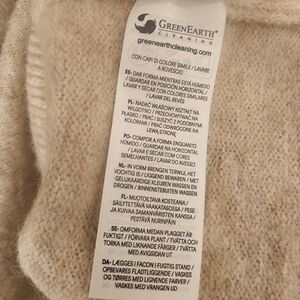 GREENEARTH®
CLEANING
greenearthcleaning.com
CON CAPI DI COLORE SIMILE / LAVARE
A ROVESCIO
ES- DAR FORMA MIENTRAS ESTÁ HÚMEDO
/ GUARDAR EN POSICIÓN HORIZONTAL /
LAVAR Y SECAR CON COLORES SIMILARES
/ LAVAR DEL REVÉS
PL- NADAĆ WŁAŚCIWY KSZTAŁT NA
WILGOTNO / PRZECHOWYWAĆ NA
PŁASKO / PRAĆ I SUSZYĆ Z PODOBNYMI
KOLORAMI / PRAĆ ODWRÓCONE NA
LEWĄ STRONĘ
PO- COMPOR A FORMA ENQUANTO
HÚMIDO / GUARDAR NA HORIZONTAL
/ LAVAR E SECAR COM CORES
SEMELHANTES / LAVAR DO AVESSO
NL- IN VORM BRENGEN TERWIJL HET
VOCHTIG IS / LIGGEND BEWAREN / MET
GELIJKAARDIGE KLEUREN WASSEN EN
DROGEN / BINNENSTEBUITEN WASSEN
FL- MUOTOILTAVA KOSTEANA /
SÄILYTETTÄVÄ VAAKATASOSSA / PESE
JA KUIVAA SAMANVÄRISTEN KANSSA /
PESTÄVÄ NURINPÄIN
SE- OMFORMA MEDAN PLAGGET ÄR
FUKTIGT / FÖRVARA PLANT / TVÄTTA OCH
TORKA MED LIKNANDE FÄRGER / TVÄTTA
MED AVIGSIDAN UT
DA- LÆGGES I FACON I FUGTIG STAND /
OPBEVARES FLADTLIGGENDE / VASKES
OG TØRRES MED LIGNENDE FARVER /
VASKES MED VRANGEN UD